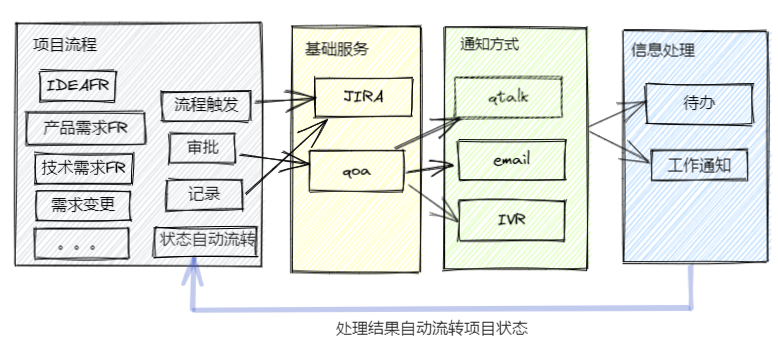 项目流程
IDEAFR
产品需求FR
技术需求FR
需求变更
。。。
流程触发
审批
记录
状态自动流转
基础服务
JIRA
qoa
通知方式
qtalk
email
IVR
信息处理
待办
工作通知
处理结果自动流转项目状态